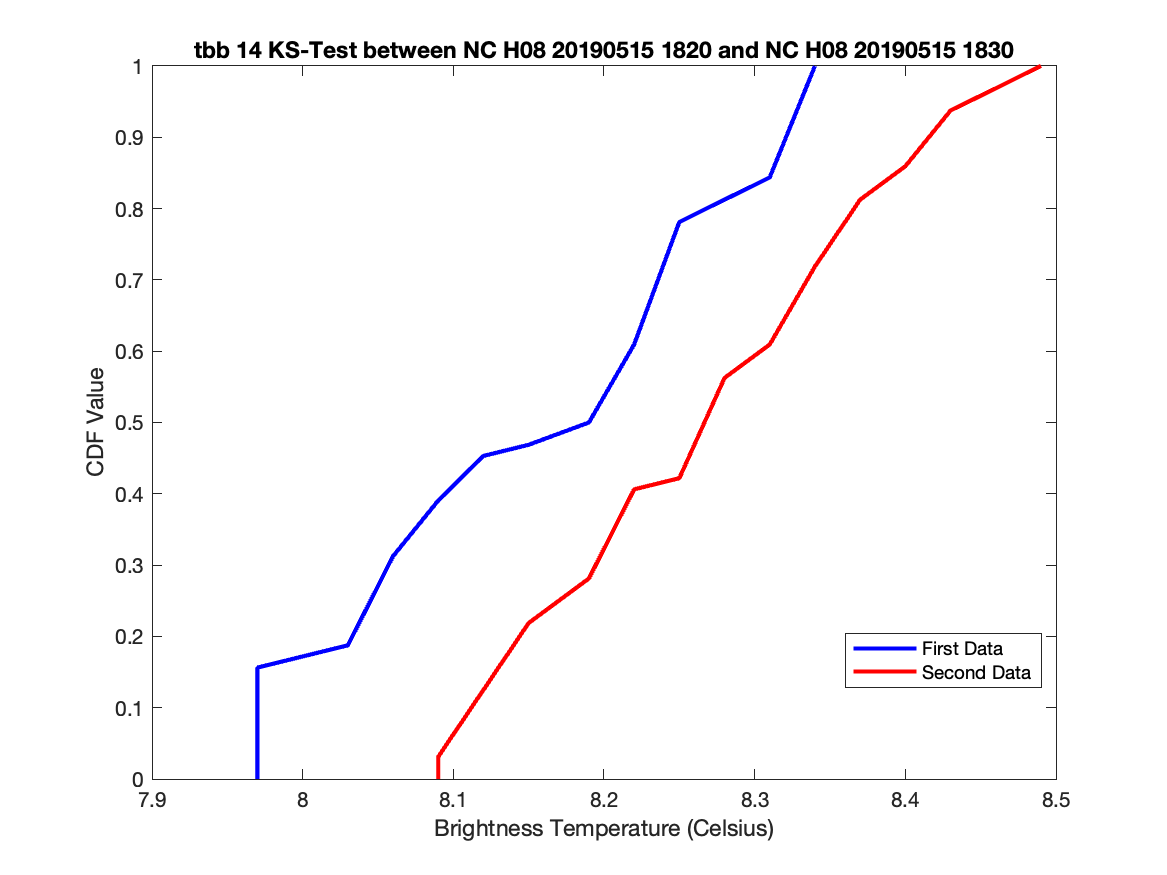 tbb 14 KS-Test between NC H08 20190515 1820 and NC H08 20190515 1830
1
0.9
0.8
0.7
0.6
0.5
0.4
0.3
0.2
0.1
0
CDF Value
First Data
Second Data
7.9 8 8.1 8.2 8.3 8.4 8.5
Brightness Temperature (Celsius)